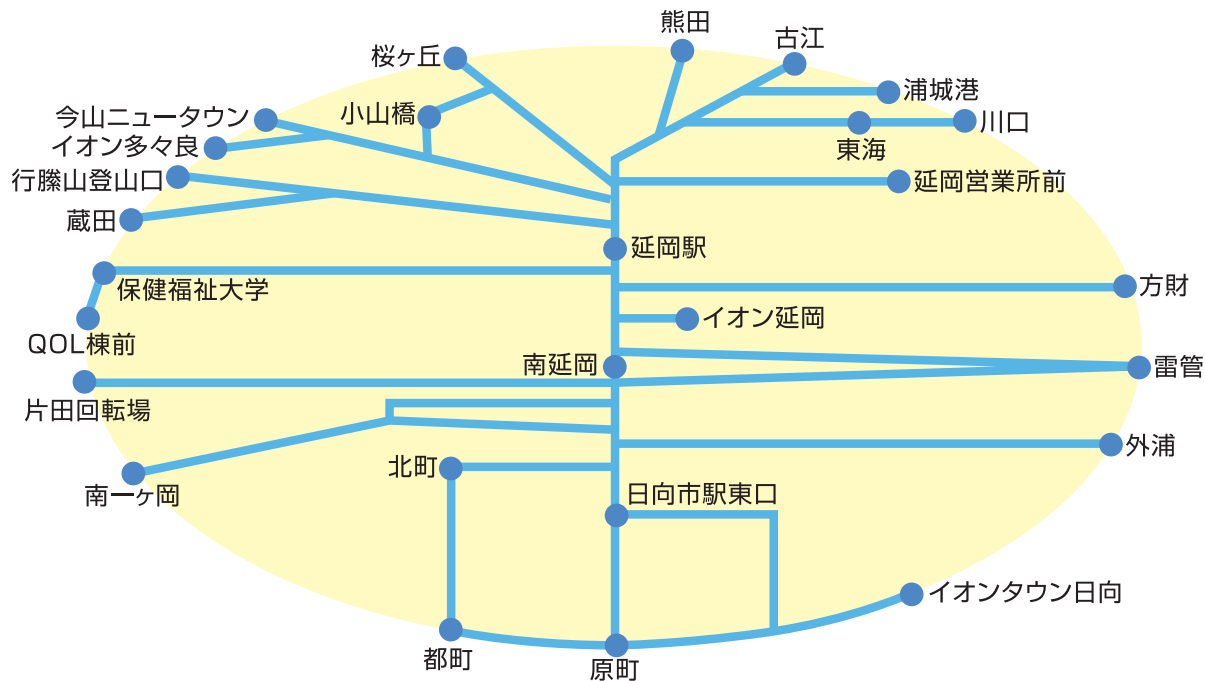 熊田
古江
桜ヶ丘
浦城港
小山橋
今山ニュータウン
川口
イオン多々良
東海
行縢山登山口
延岡営業所前
蔵田
延岡駅
保健福祉大学
方財
イオン延岡
QOL棟前
南延岡
雷管
片田回転場
外浦
北町
南一ヶ岡
日向市駅東口
イオンタウン日向
都町
原町